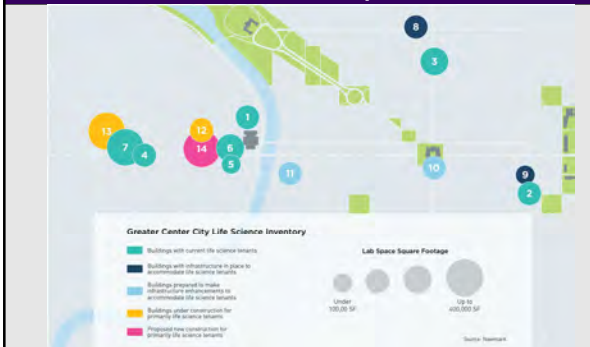 8
3
1
12
13
14
6
7
4
5
10
11
9
2
Greater Center City Life Science Inventory
Buildings with current life science tenants
Buildings with infrastructure in place to
accommodate life science tenants
Buildings prepared to make
infrastructure enhancements to
accommodate life science tenants
Buildings under construction for
primarily life science tenants
Proposed new construction for
primarily life science tenants
Lab Space Square Footage
Under
100,00 SF
Up to
400,000 SF
Source: Newmark